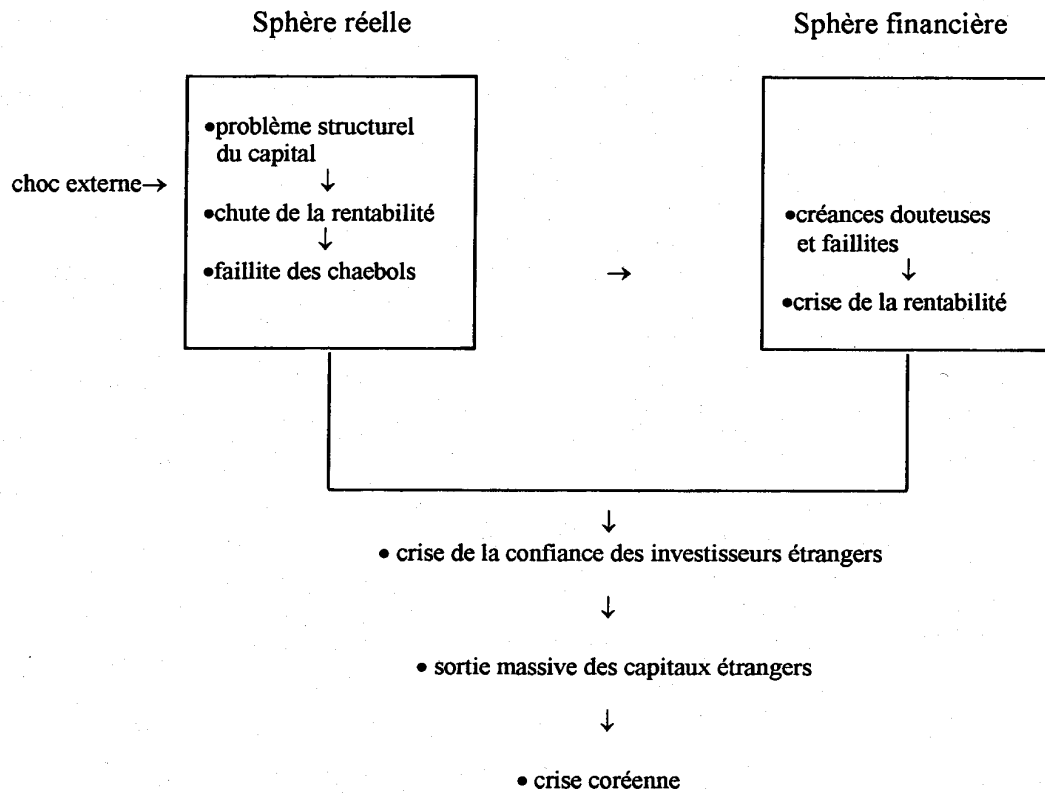 Sphère réelle
Sphère financière
choc externe→
•problème structurel
du capital
↓
•chute de la rentabilité
↓
•faillite des chaebols
→
•créances douteuses
et faillites
↓
•crise de la rentabilité
↓
• crise de la confiance des investisseurs étrangers
↓
• sortie massive des capitaux étrangers
↓
• crise coréenne